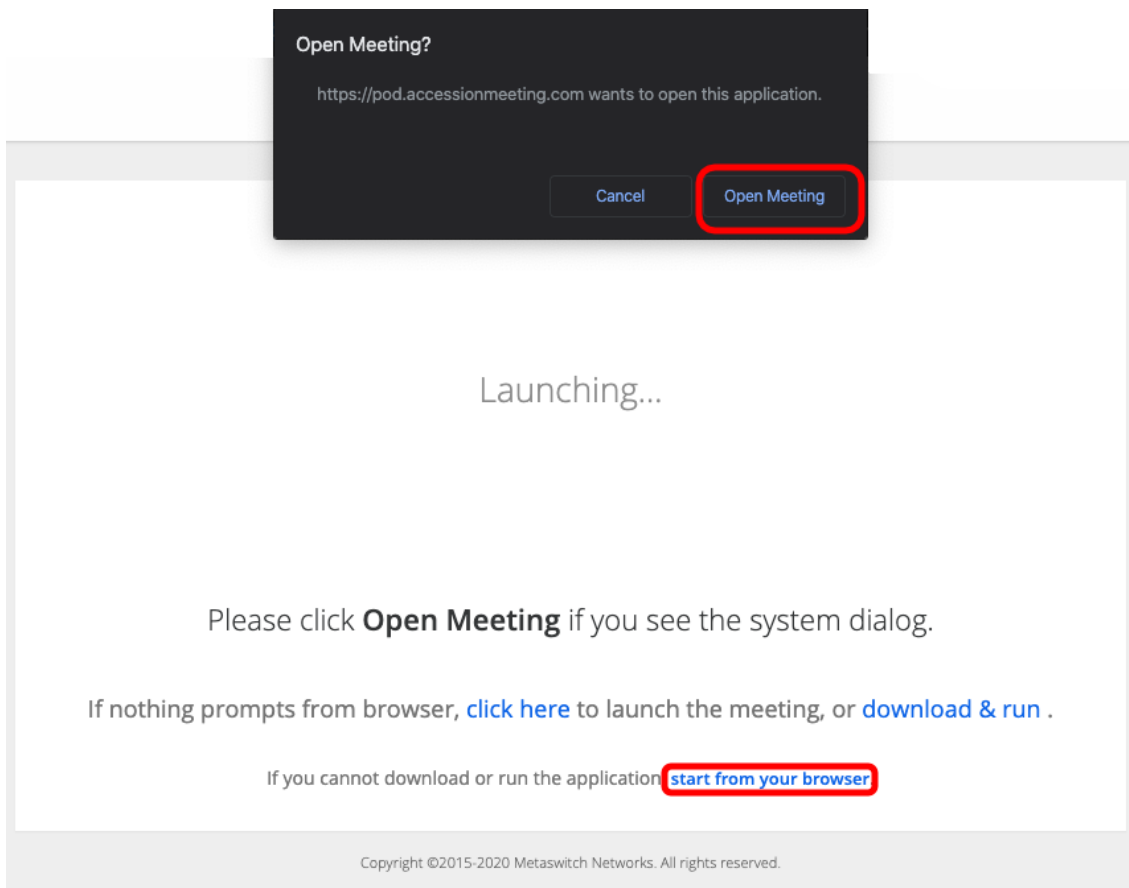 Open Meeting?
https://pod.accessionmeeting.com wants to open this application.
Cancel
Open Meeting
Launching...
Please click Open Meeting if you see the system dialog.
If nothing prompts from browser, click here to launch the meeting, or download & run .
If you cannot download or run the application start from your browser.
Copyright ©2015-2020 Metaswitch Networks. All rights reserved.